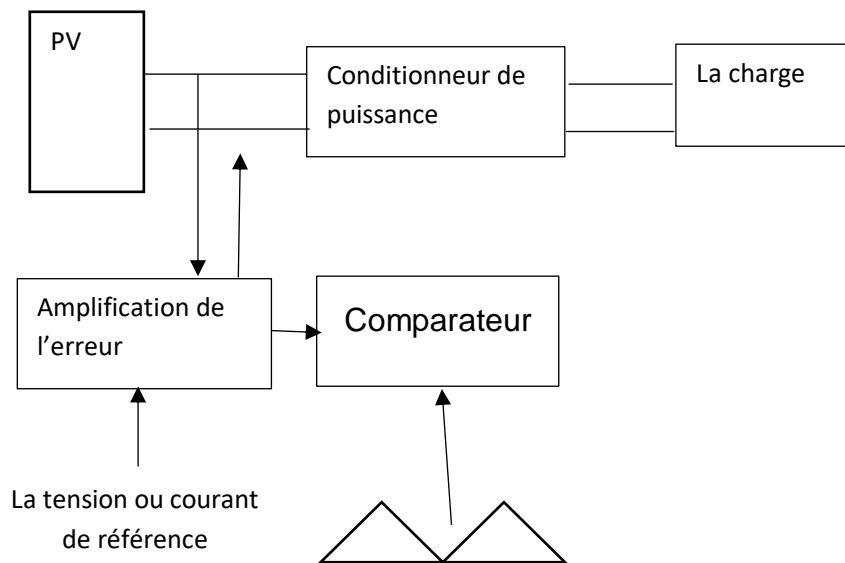 PV
Conditionneur de
puissance
La charge
Amplification de
l’erreur
Comparateur
La tension ou courant
de référence